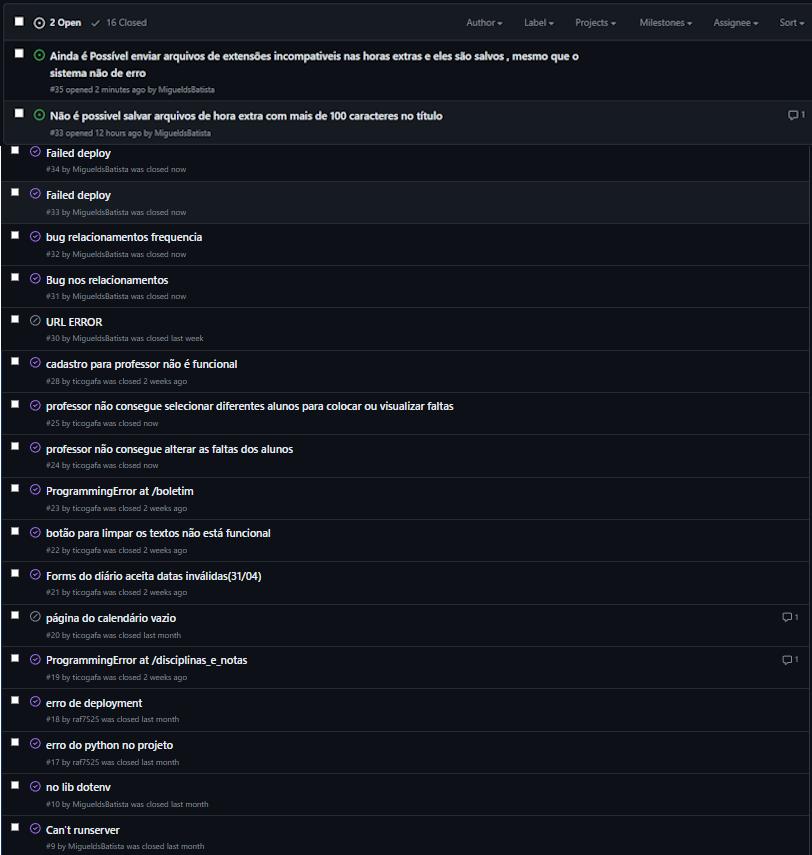 2 Open 16 Closed Author Label Projects Milestones Assignee Sort
Ainda é Possível enviar arquivos de extensões incompativeis nas horas extras e eles são salvos , mesmo que o
sistema não de erro
#35 opened 2 minutes ago by MigueldsBatista
Não é possivel salvar arquivos de hora extra com mais de 100 caracteres no título 1
#33 opened 12 hours ago by MigueldsBatista
Failed deploy
#34 by MigueldsBatista was closed now
Failed deploy
#33 by MigueldsBatista was closed now
bug relacionamentos frequencia
#32 by MigueldsBatista was closed now
Bug nos relacionamentos
#31 by MigueldsBatista was closed now
URL ERROR
#30 by MigueldsBatista was closed last week
cadastro para professor não é funcional
#28 by ticogafa was closed 2 weeks ago
professor não consegue selecionar diferentes alunos para colocar ou visualizar faltas
#25 by ticogafa was closed now
professor não consegue alterar as faltas dos alunos
#24 by ticogafa was closed now
ProgrammingError at /boletim
#23 by ticogafa was closed 2 weeks ago
botão para limpar os textos não está funcional
#22 by ticogafa was closed 2 weeks ago
Forms do diário aceita datas inválidas(31/04)
#21 by ticogafa was closed 2 weeks ago
página do calendário vazio 1
#20 by ticogafa was closed last month
ProgrammingError at /disciplinas_e_notas 1
#19 by ticogafa was closed 2 weeks ago
erro de deployment
#18 by raf7525 was closed last month
erro do python no projeto
#17 by raf7525 was closed last month
no lib dotenv
#10 by MigueldsBatista was closed last month
Can't runserver
#9 by MigueldsBatista was closed last month